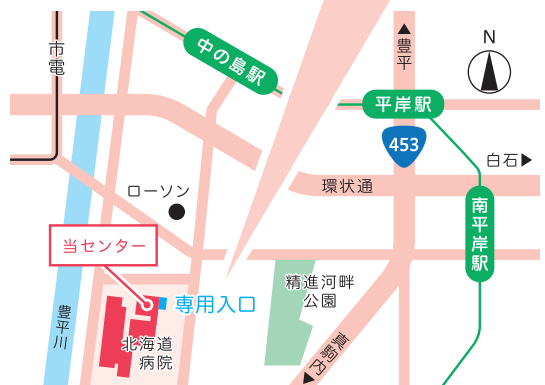 市電
中の島駅
豊平
N
平岸駅
453
白石
環状通
ローソン
南平岸駅
当センター
精進河畔
公園
専用入口
豊平川
北海道
病院
真駒内